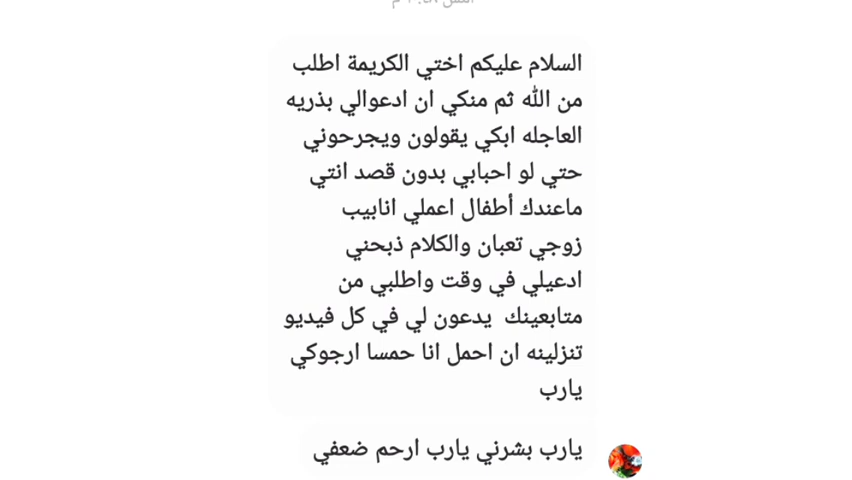 السلام عليكم اختي الكريمة اطلب
من الله ثم منكي ان ادعوالي بذريه
العاجله ابكي يقولون ويجرحوني
حتي لو احبابي بدون قصد انتي
ماعندك أطفال اعملي انابيب
زوجي تعبان والكلام ذبحني
ادعيلي في وقت واطلبي من
متابعينك يدعون لي في كل فيديو
تنزلينه ان احمل انا حمسا ارجوكي
يارب
يارب بشرني يارب ارحم ضعفي